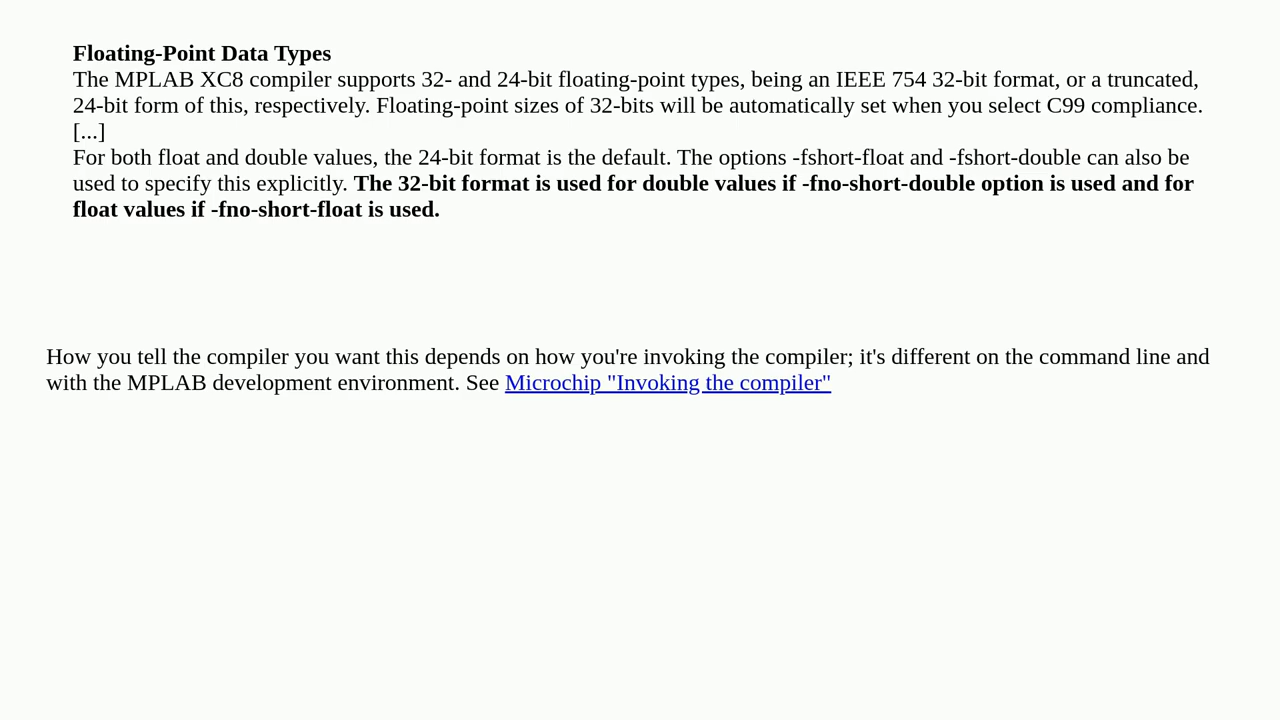 Floating-Point Data Types
The MPLAB XC8 compiler supports 32- and 24-bit floating-point types, being an IEEE 754 32-bit format, or a truncated,
24-bit form of this, respectively. Floating-point sizes of 32-bits will be automatically set when you select C99 compliance.
[...]
For both float and double values, the 24-bit format is the default. The options -fshort-float and -fshort-double can also be
used to specify this explicitly. The 32-bit format is used for double values if -fno-short-double option is used and for
float values if -fno-short-float is used.
How you tell the compiler you want this depends on how you're invoking the compiler; it's different on the command line and
with the MPLAB development environment. See Microchip "Invoking the compiler"